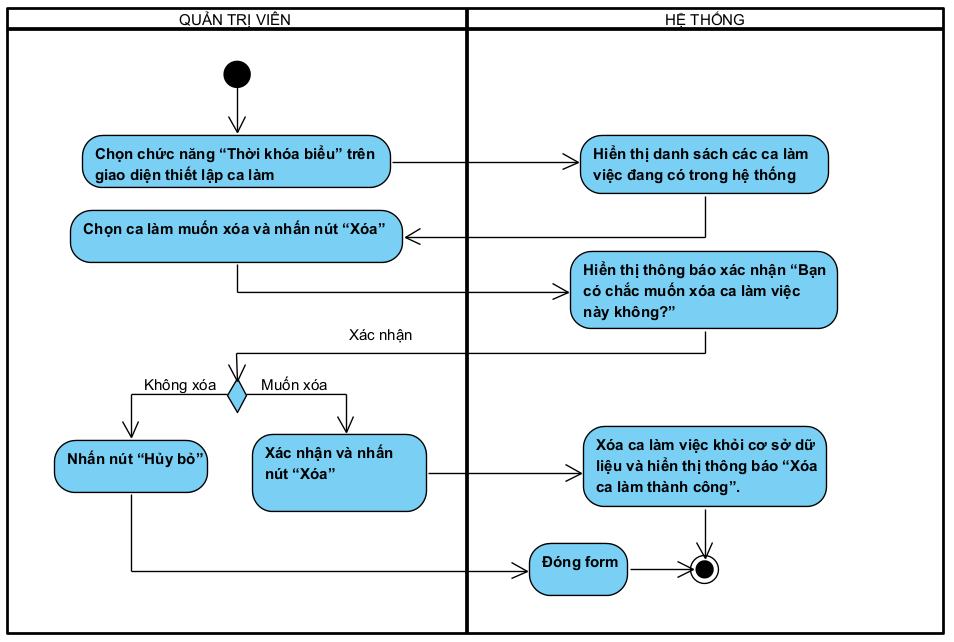 QUẢN TRỊ VIÊN
HỆ THỐNG
Chọn chức năng “Thời khóa biểu” trên
giao diện thiết lập ca làm
Hiển thị danh sách các ca làm
việc đang có trong hệ thống
Chọn ca làm muốn xóa và nhấn nút “Xóa”
Hiển thị thông báo xác nhận “Bạn
có chắc muốn xóa ca làm việc
này không?”
Xác nhận
Không xóa
Muốn xóa
Nhấn nút “Hủy bỏ”
Xác nhận và nhấn
nút “Xóa”
Xóa ca làm việc khỏi cơ sở dữ
liệu và hiển thị thông báo “Xóa
ca làm thành công”.
Đóng form